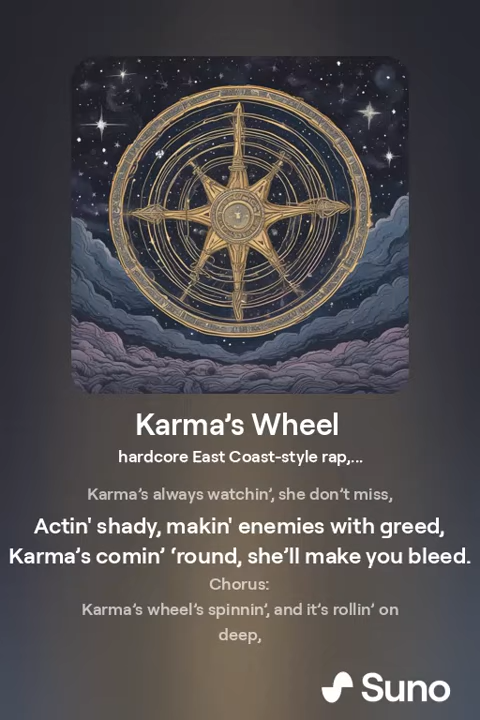 Karma's Wheel
hardcore East Coast-style rap,...
Karma's always watchin', she don't miss,
Actin' shady, makin' enemies with greed,
Karma's comin' ‘round, she'll make you bleed.
Chorus:
Karma's wheel's spinnin', and it's rollin' on
deep,
Suno